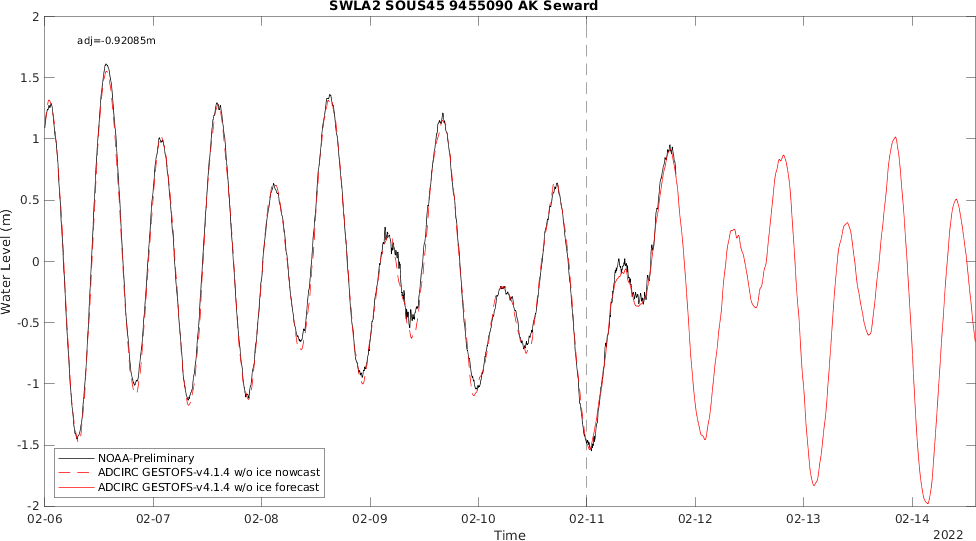 SWLA2 SOUS45 9455090 AK Seward
adj=-0.92085m
2
1.5
1
0.5
0
-0.5
-1
-1.5
-2
Water Level (m)
NOAA-Preliminary
ADCIRC GESTOFS-v4.1.4 w/o ice nowcast
ADCIRC GESTOFS-v4.1.4 w/o ice forecast
02-06 02-07 02-08 02-09 02-10 02-11 02-12 02-13 02-14
Time
2022